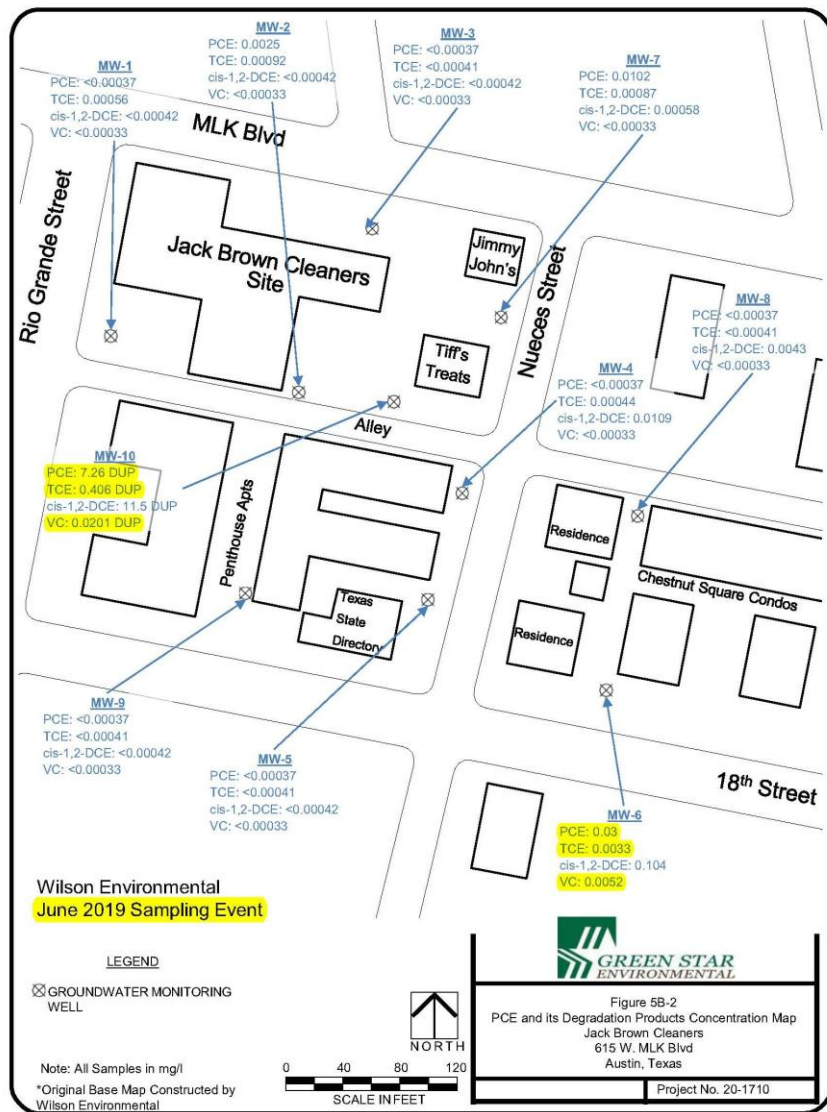 MW-1
PCE: <0.00037
TCE: 0.00056
cis-1,2-DCE: <0.00042
VC: <0.00033
MW-2
PCE: 0.0025
TCE: 0.00092
cis-1,2-DCE: <0.00042
VC: <0.00033
MW-3
PCE: <0.00037
TCE: <0.00041
cis-1,2-DCE: <0.00042
VC: <0.00033
MW-7
PCE: 0.0102
TCE: 0.00087
cis-1,2-DCE: 0.00058
VC: <0.00033
MLK Blvd
Rio Grande Street
Jack Brown Cleaners
Site
Jimmy
John's
Nueces Street
Tiff's
Treats
MW-8
PCE: <0.00037
TCE: <0.00041
cis-1,2-DCE: 0.0043
VC: <0.00033
MW-4
PCE: <0.00037
TCE: 0.00044
cis-1,2-DCE: 0.0109
VC: <0.00033
Alley
MW-10
PCE: 7.26 DUP
TCE: 0.406 DUP
cis-1,2-DCE: 11.5 DUP
VC: 0.0201 DUP
Penthouse Apts
Residence
Chestnut Square Condos
Texas
State
Directory
Residence
MW-9
PCE: <0.00037
TCE: <0.00041
cis-1,2-DCE: <0.00042
VC: <0.00033
MW-5
PCE: <0.00037
TCE: <0.00041
cis-1,2-DCE: <0.00042
VC: <0.00033
18th Street
MW-6
PCE: 0.03
TCE: 0.0033
cis-1,2-DCE: 0.104
VC: 0.0052
Wilson Environmental
June 2019 Sampling Event
LEGEND
GROUNDWATER MONITORING
WELL
NORTH
Note: All Samples in mg/l
*Original Base Map Constructed by
Wilson Environmental
0 40 80 120
SCALE IN FEET
GREEN STAR
ENVIRONMENTAL
Figure 5B-2
PCE and its Degradation Products Concentration Map
Jack Brown Cleaners
615 W. MLK Blvd
Austin, Texas
Project No. 20-1710